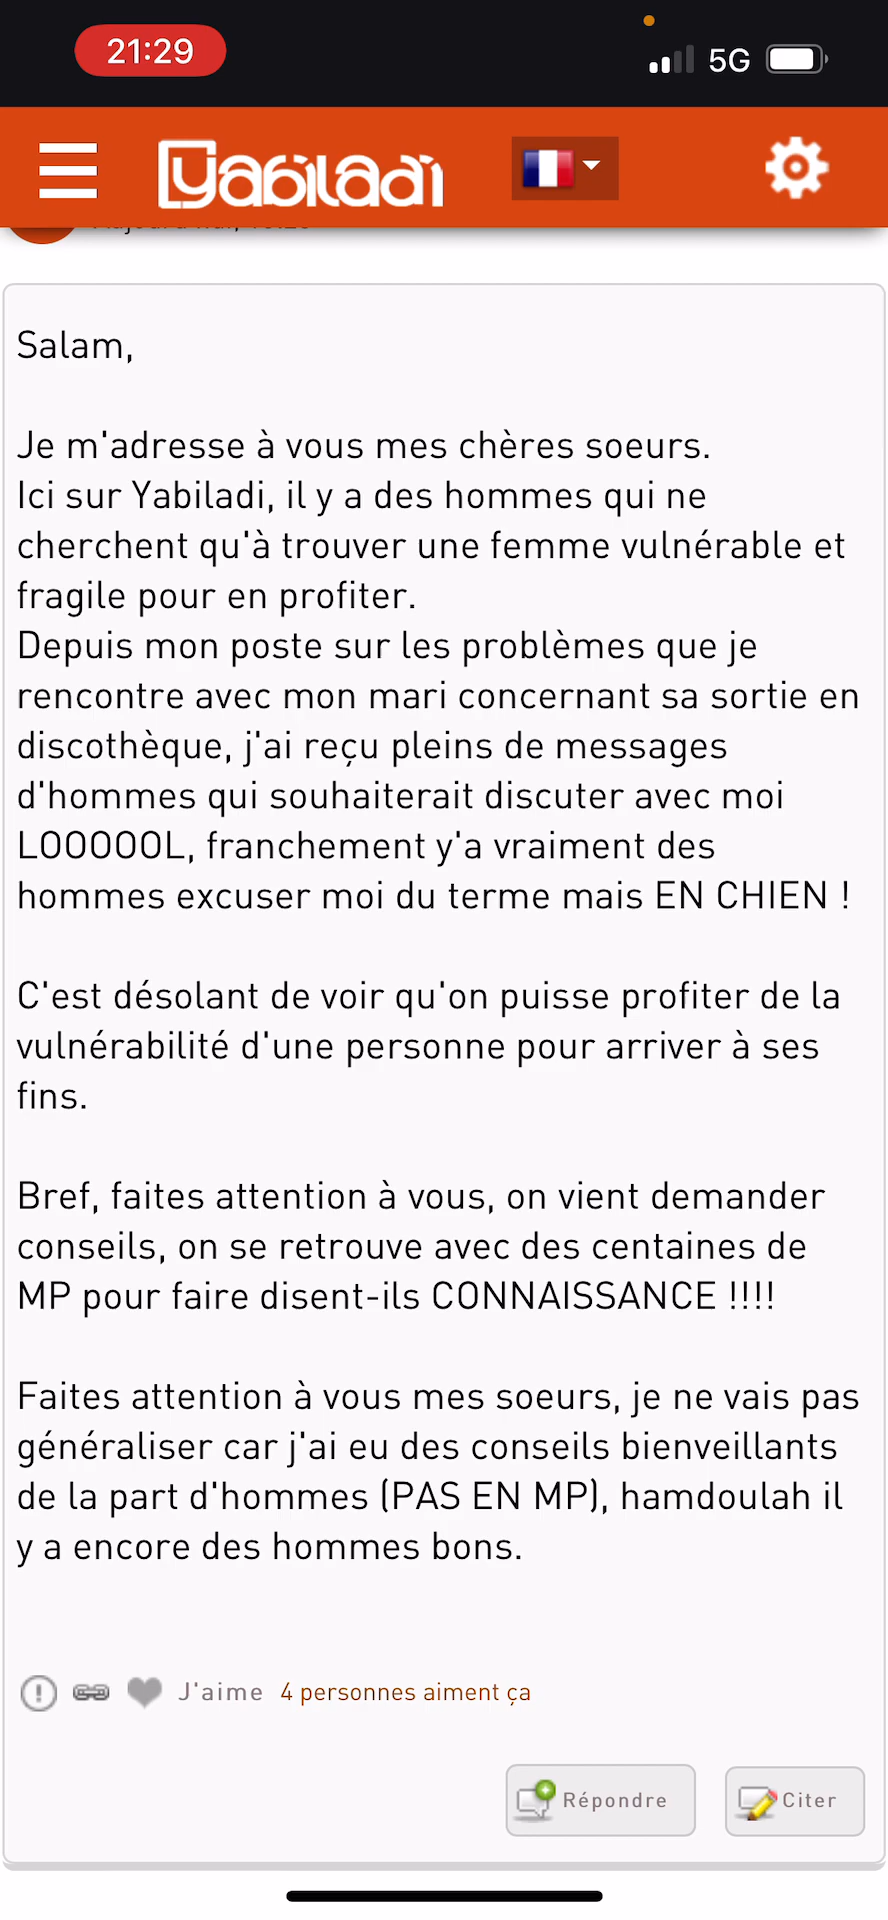 21:29
5G
Yabiladi
Salam,
Je m'adresse à vous mes chères soeurs.
Ici sur Yabiladi, il y a des hommes qui ne
cherchent qu'à trouver une femme vulnérable et
fragile pour en profiter.
Depuis mon poste sur les problèmes que je
rencontre avec mon mari concernant sa sortie en
discothèque, j'ai reçu pleins de messages
d'hommes qui souhaiterait discuter avec moi
LOOOOOL, franchement y'a vraiment des
hommes excuser moi du terme mais EN CHIEN !
C'est désolant de voir qu'on puisse profiter de la
vulnérabilité d'une personne pour arriver à ses
fins.
Bref, faites attention à vous, on vient demander
conseils, on se retrouve avec des centaines de
MP pour faire disent-ils CONNAISSANCE !!!!
Faites attention à vous mes soeurs, je ne vais pas
généraliser car j'ai eu des conseils bienveillants
de la part d'hommes (PAS EN MP), hamdoulah il
y a encore des hommes bons.
J'aime 4 personnes aiment ça
Répondre Citer